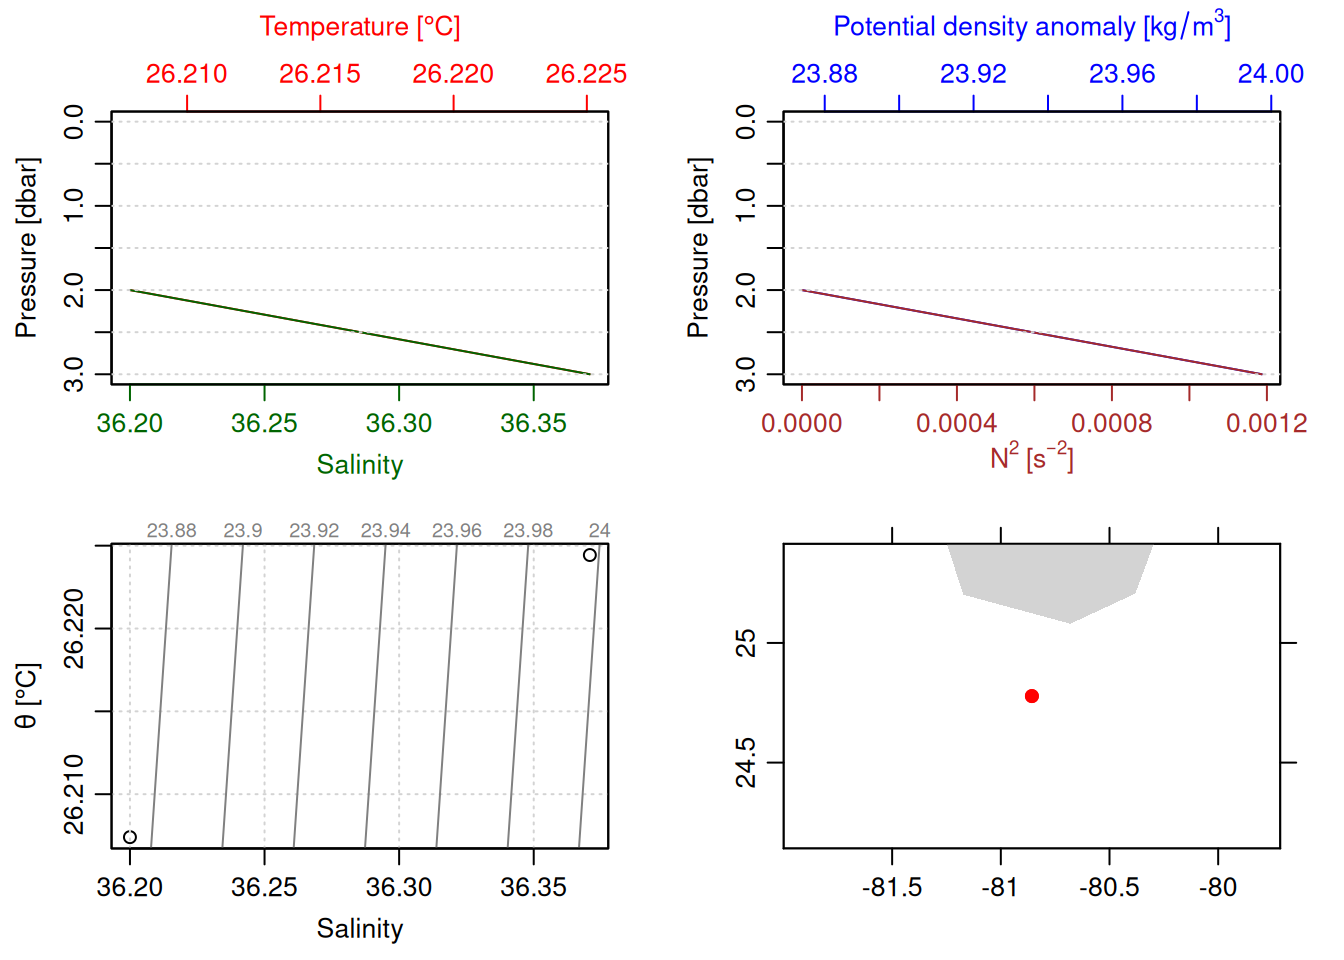 Temperature [°C]
26.210 26.215 26.220 26.225
Pressure [dbar]
0.0 1.0 2.0 3.0
36.20 36.25 36.30 36.35
Salinity
Potential density anomaly [kg/m³]
23.88 23.92 23.96 24.00
Pressure [dbar]
0.0 1.0 2.0 3.0
0.0000 0.0004 0.0008 0.0012
N² [s⁻²]
23.88 23.9 23.92 23.94 23.96 23.98 24
θ [°C]
26.220
26.210
36.20 36.25 36.30 36.35
Salinity
25
24.5
-81.5 -81 -80.5 -80